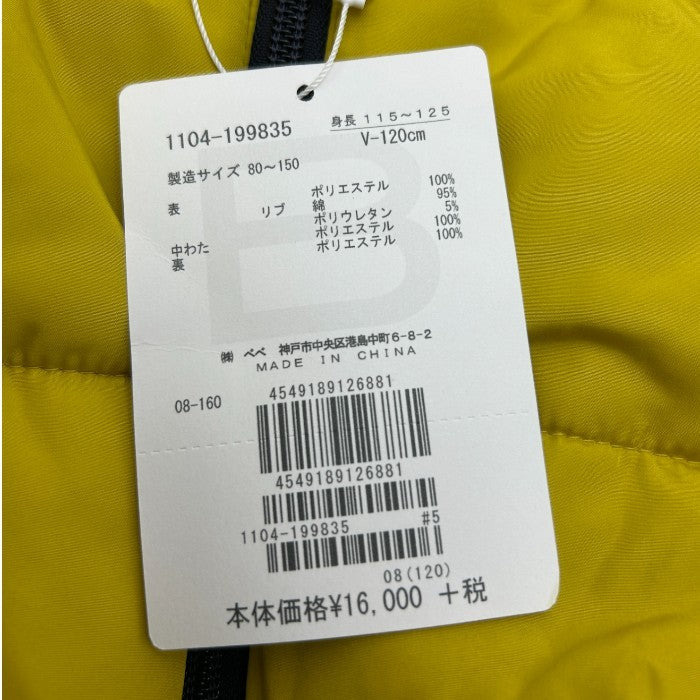 1104-199835 身長 115~125
V-120cm
製造サイズ 80~150
表 ポリエステル 100%
リブ 綿 95%
ポリウレタン 5%
中わた ポリエステル 100%
裏 ポリエステル 100%
B
㈱ べべ 神戸市中央区港島中町6-8-2
MADE IN CHINA
08-160
4549189126881
4549189126881
1104-199835 #5
08(120)
本体価格¥16,000 +税